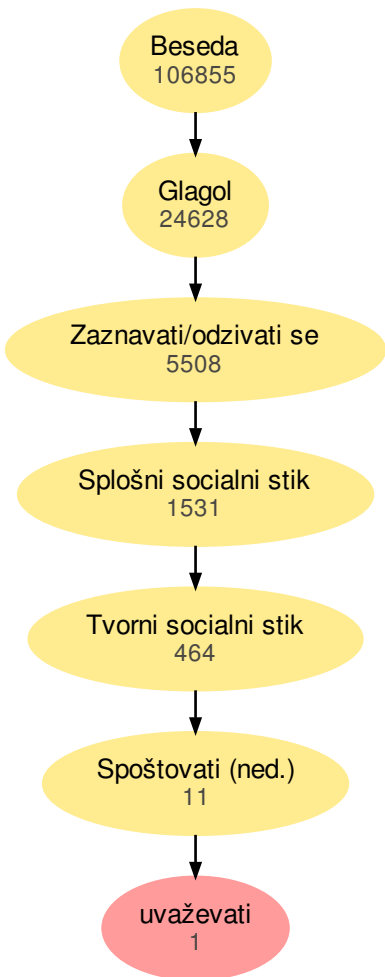 Beseda
106855
Glagol
24628
Zaznavati/odzivati se
5508
Splošni socialni stik
1531
Tvorni socialni stik
464
Spoštovati (ned.)
11
uvaževati
1